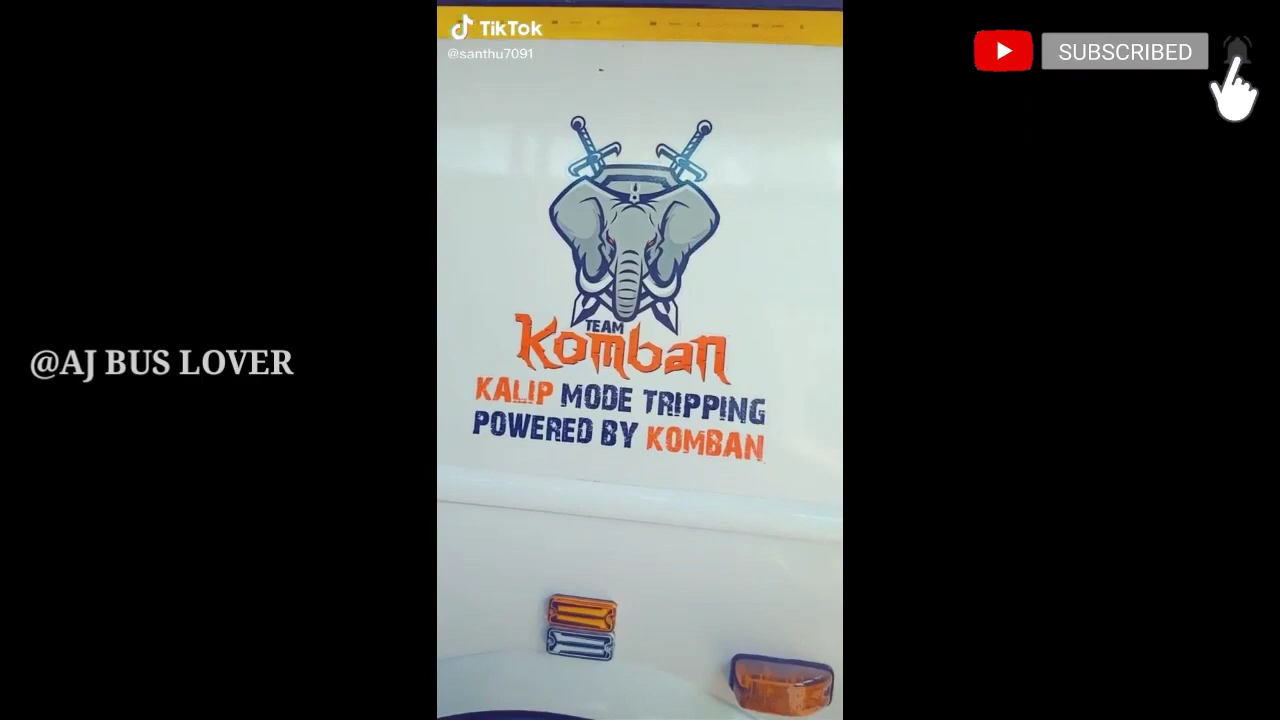 TikTok
@santhu7091
SUBSCRIBED
@AJ BUS LOVER
TEAM
Komban
KALIP MODE TRIPPING
POWERED BY KOMBAN